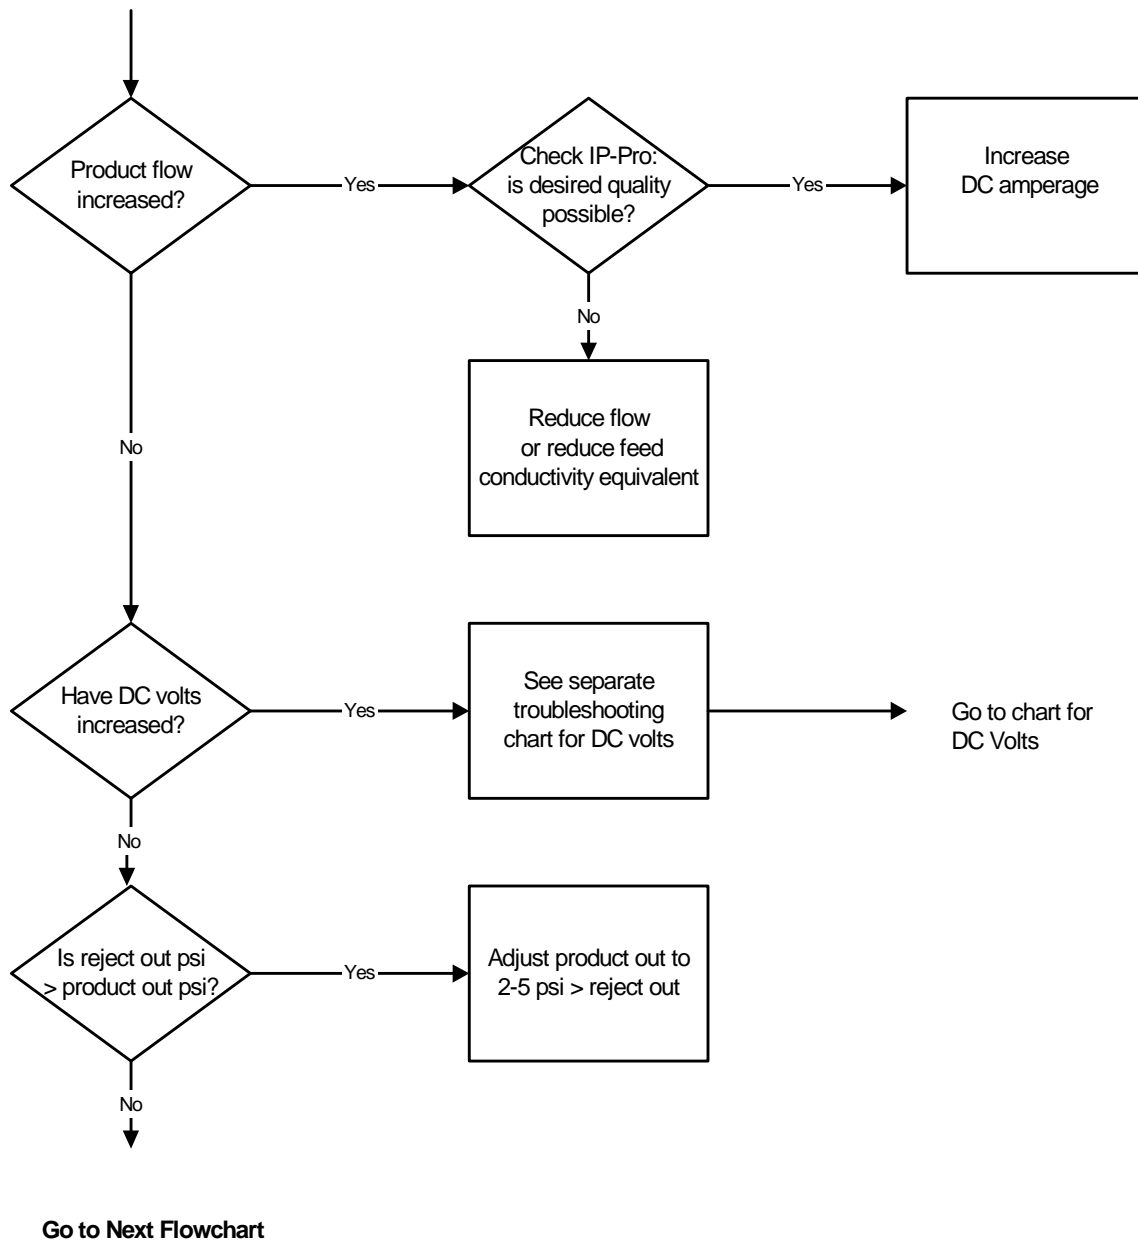 Product flow
increased?
Yes
Check IP-Pro:
is desired quality
possible?
Yes
Increase
DC amperage
No
Reduce flow
or reduce feed
conductivity equivalent
No
Have DC volts
increased?
Yes
See separate
troubleshooting
chart for DC volts
Go to chart for
DC Volts
No
Is reject out psi
> product out psi?
Yes
Adjust product out to
2-5 psi > reject out
No
Go to Next Flowchart